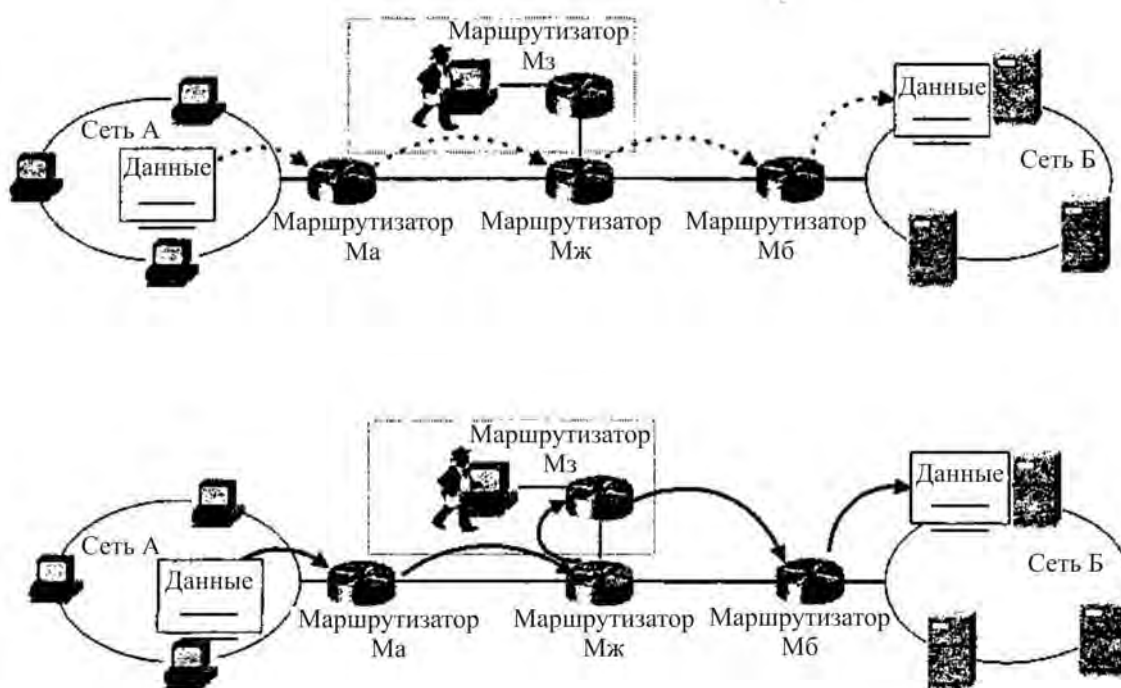 Маршрутизатор
Мз
Данные
Сеть А
Данные
Сеть Б
Маршрутизатор
Ма
Маршрутизатор
Мж
Маршрутизатор
Мб
Маршрутизатор
Мз
Данные
Сеть А
Данные
Сеть Б
Маршрутизатор
Ма
Маршрутизатор
Мж
Маршрутизатор
Мб